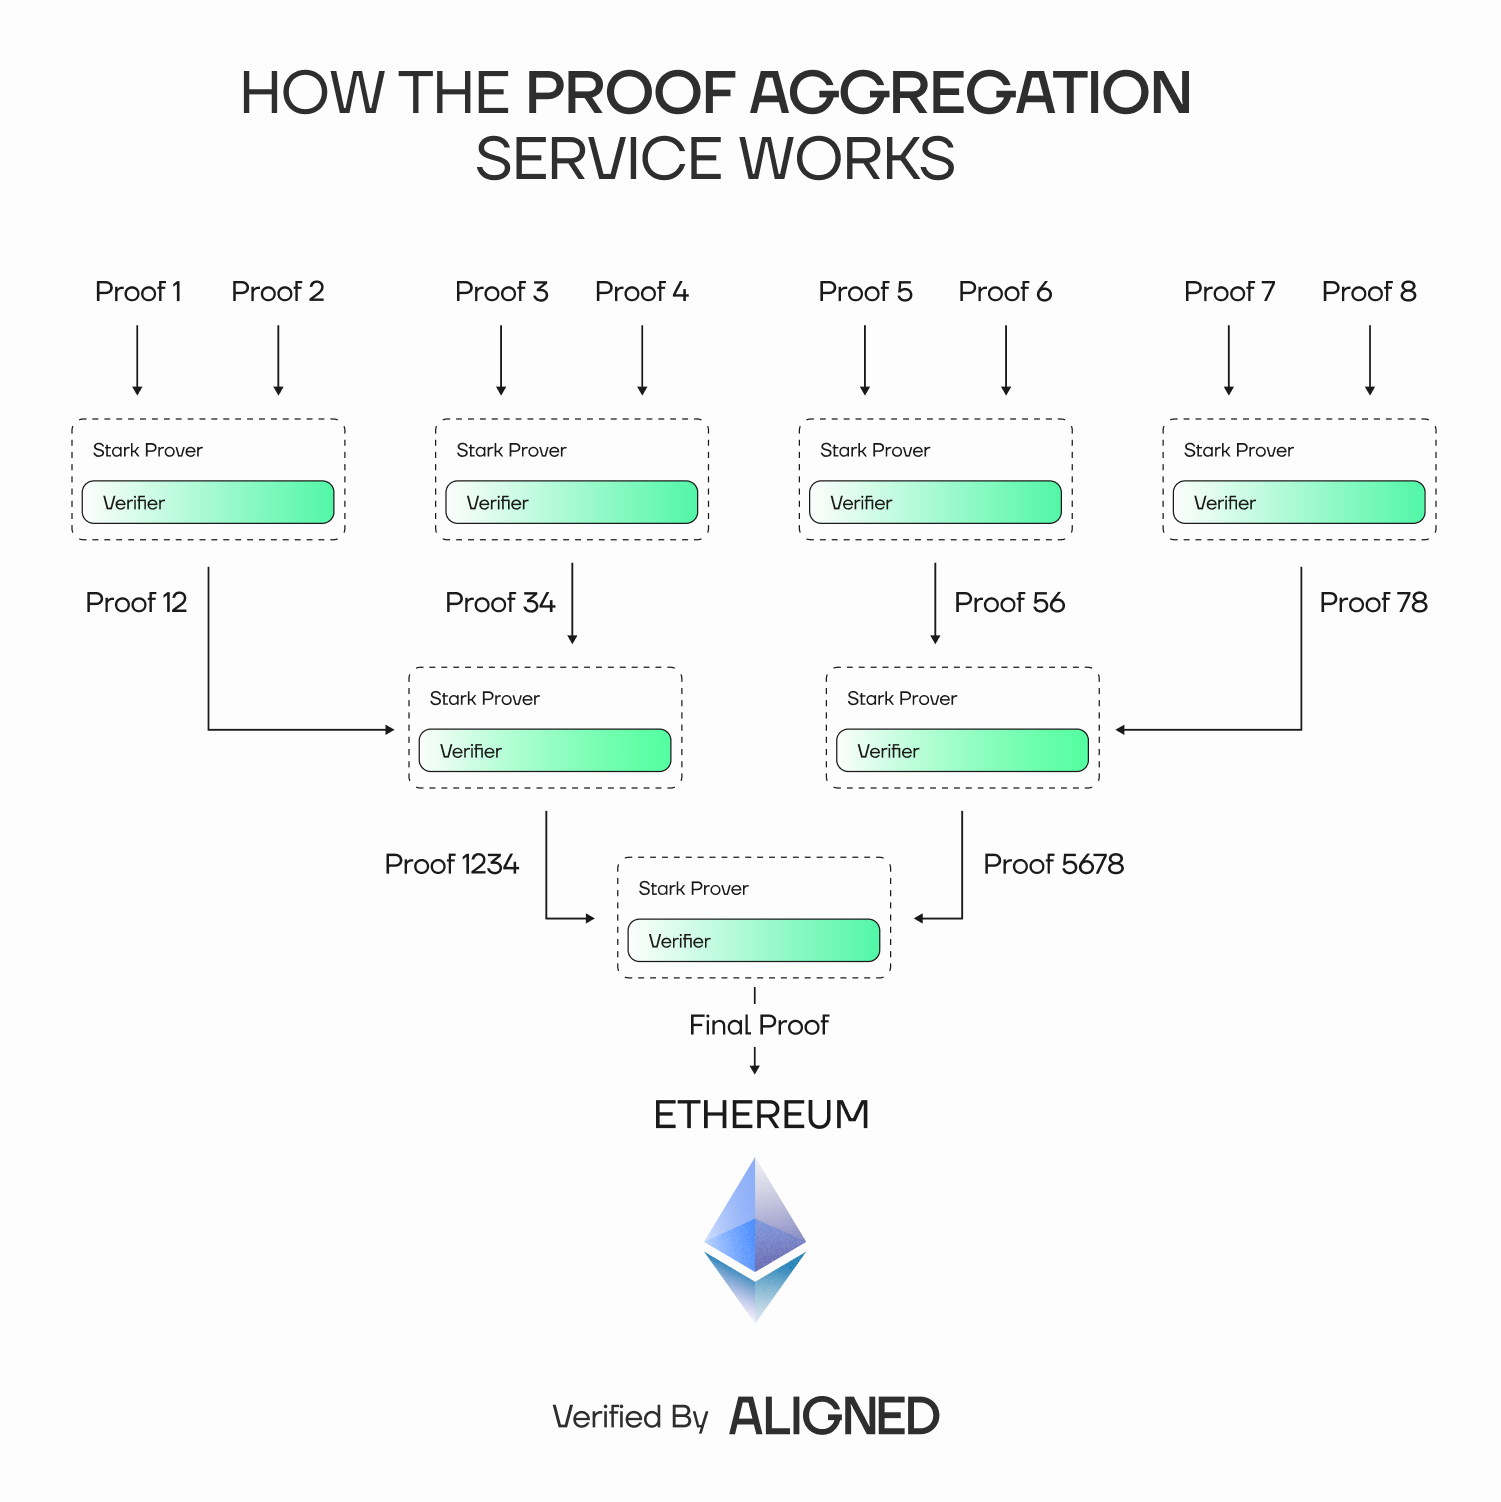 HOW THE PROOF AGGREGATION
SERVICE WORKS
Proof 1
Proof 2
Proof 3
Proof 4
Proof 5
Proof 6
Proof 7
Proof 8
Stark Prover
Verifier
Stark Prover
Verifier
Stark Prover
Verifier
Stark Prover
Verifier
Proof 12
Proof 34
Proof 56
Proof 78
Stark Prover
Verifier
Stark Prover
Verifier
Proof 1234
Proof 5678
Stark Prover
Verifier
Final Proof
ETHEREUM
Verified By ALIGNED